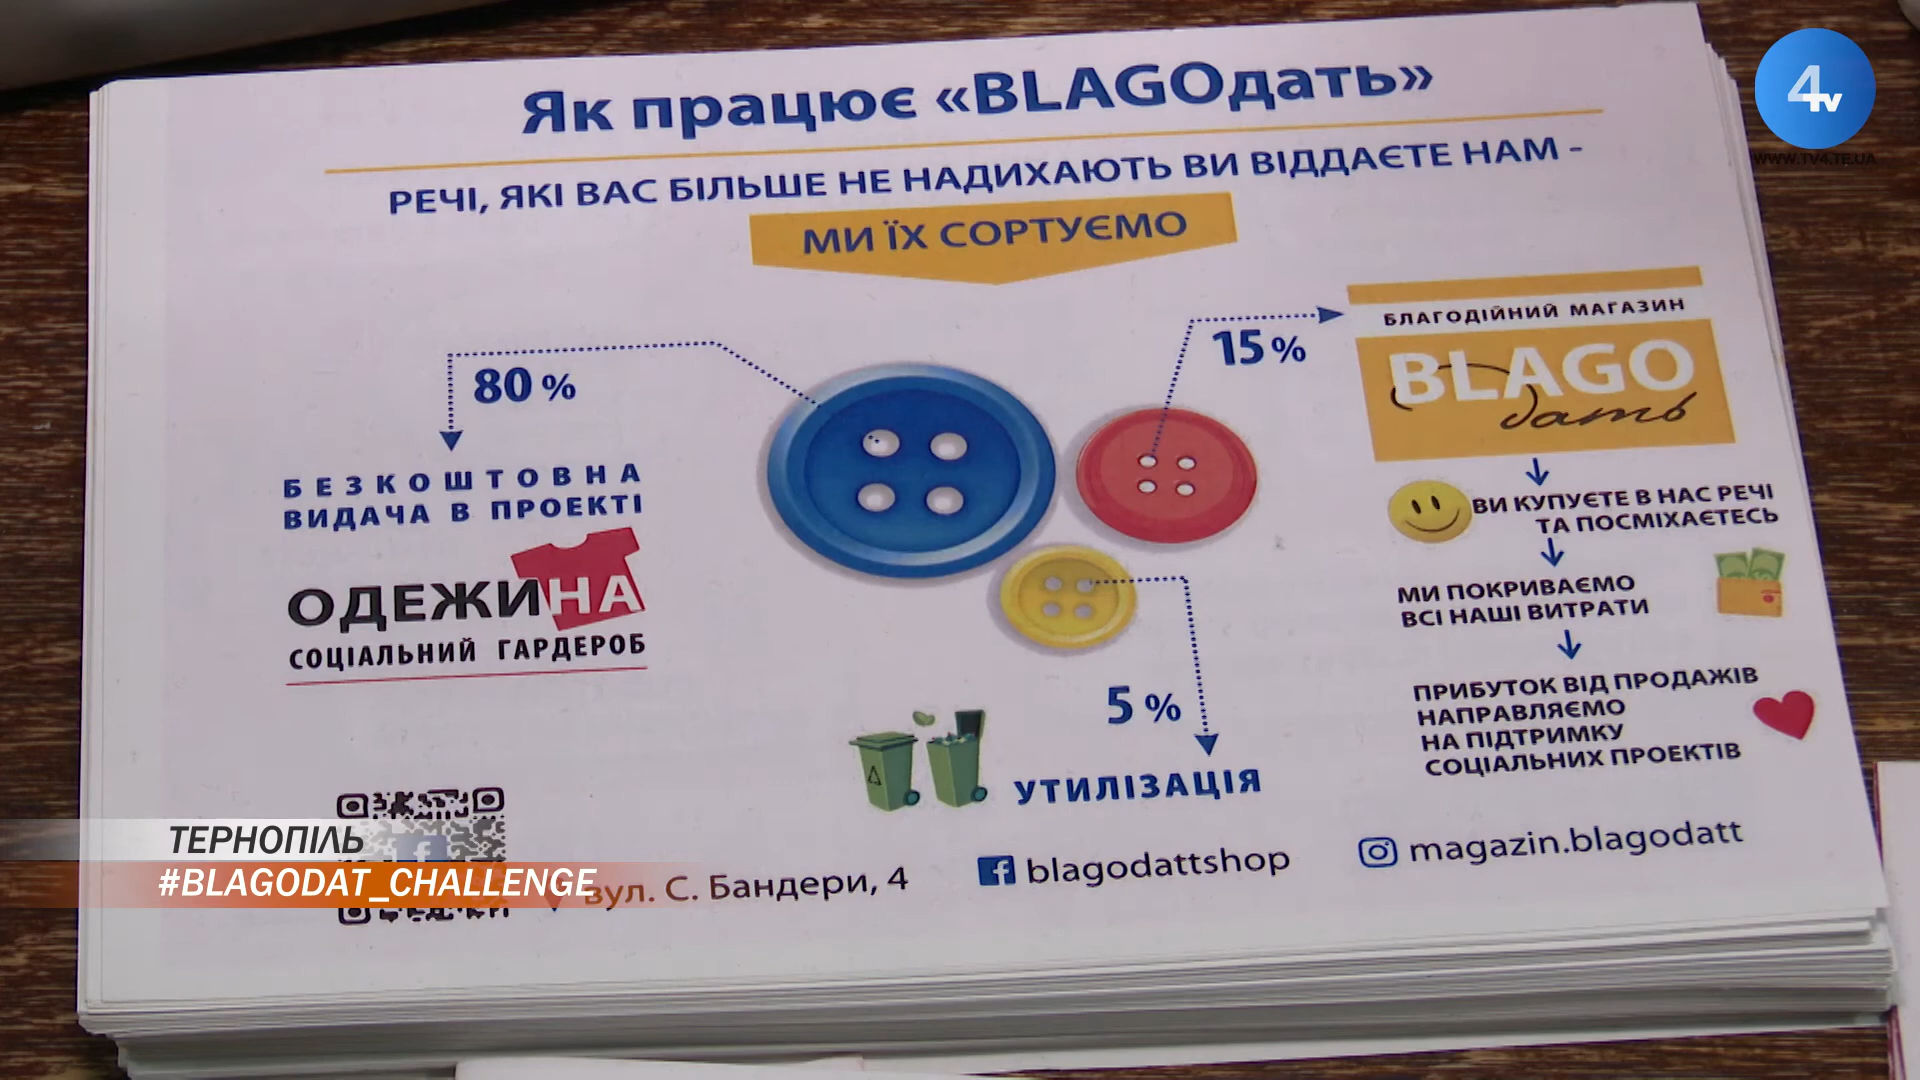 Як працює «BLAGOдать»
РЕЧІ, ЯКІ ВАС БІЛЬШЕ НЕ НАДИХАЮТЬ ВИ ВІДДАЄТЕ НАМ -
МИ ЇХ СОРТУЄМО
4tv
WWW.TV4.TE.UA
80 %
БЕЗКОШТОВНА
ВИДАЧА В ПРОЕКТІ
ОДЕЖИНА
СОЦІАЛЬНИЙ ГАРДЕРОБ
15 %
БЛАГОДІЙНИЙ МАГАЗИН
BLAGO
дать
ВИ КУПУЄТЕ В НАС РЕЧІ
ТА ПОСМІХАЄТЕСЬ
МИ ПОКРИВАЄМО
ВСІ НАШІ ВИТРАТИ
ПРИБУТОК ВІД ПРОДАЖІВ
НАПРАВЛЯЄМО
НА ПІДТРИМКУ
СОЦІАЛЬНИХ ПРОЕКТІВ
5 %
УТИЛІЗАЦІЯ
вул. С. Бандери, 4
blagodattshop
magazin.blagodatt
ТЕРНОПІЛЬ
#BLAGODAT_CHALLENGE